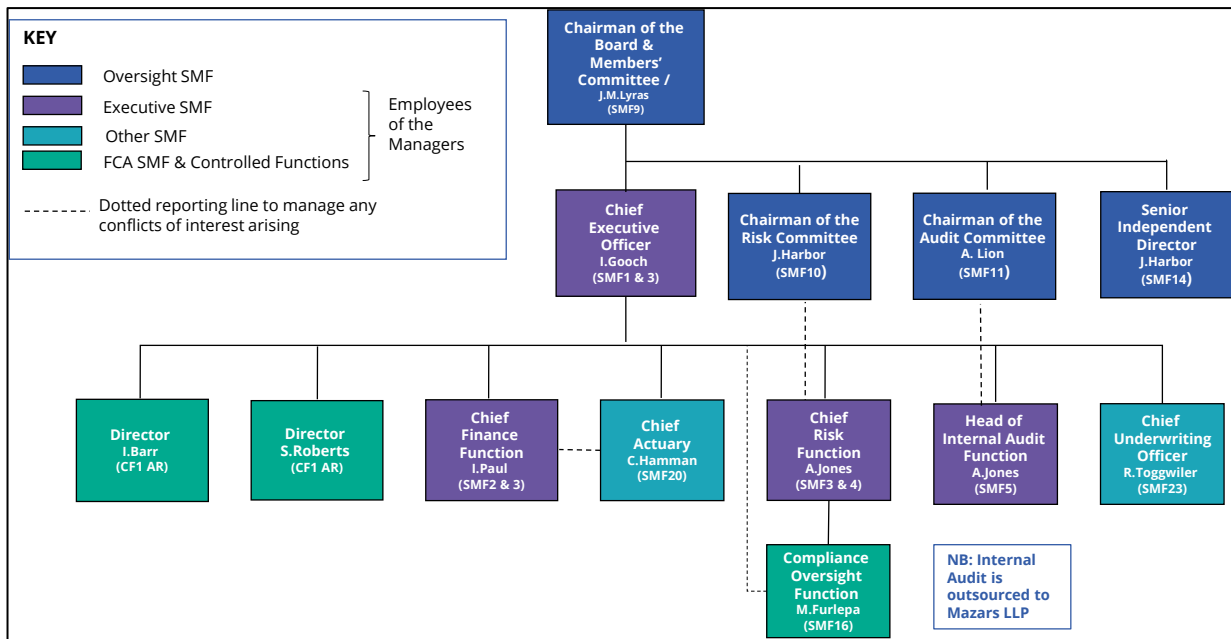 KEY
Oversight SMF
Executive SMF
Other SMF
FCA SMF & Controlled Functions
Employees
of the
Managers
Dotted reporting line to manage any
conflicts of interest arising
Chairman of the
Board &
Members’
Committee /
J.M.Lyras
(SMF9)
Chief
Executive
Officer
I.Gooch
(SMF1 & 3)
Chairman of the
Risk Committee
J.Harbor
(SMF10)
Chairman of the
Audit Committee
A. Lion
(SMF11)
Senior
Independent
Director
J.Harbor
(SMF14)
Director
I.Barr
(CF1 AR)
Director
S.Roberts
(CF1 AR)
Chief
Finance
Function
I.Paul
(SMF2 & 3)
Chief
Actuary
C.Hamman
(SMF20)
Chief
Risk
Function
A.Jones
(SMF3 & 4)
Head of
Internal Audit
Function
A.Jones
(SMF5)
Chief
Underwriting
Officer
R.Toggwiler
(SMF23)
Compliance
Oversight
Function
M.Furlepa
(SMF16)
NB: Internal
Audit is
outsourced to
Mazars LLP